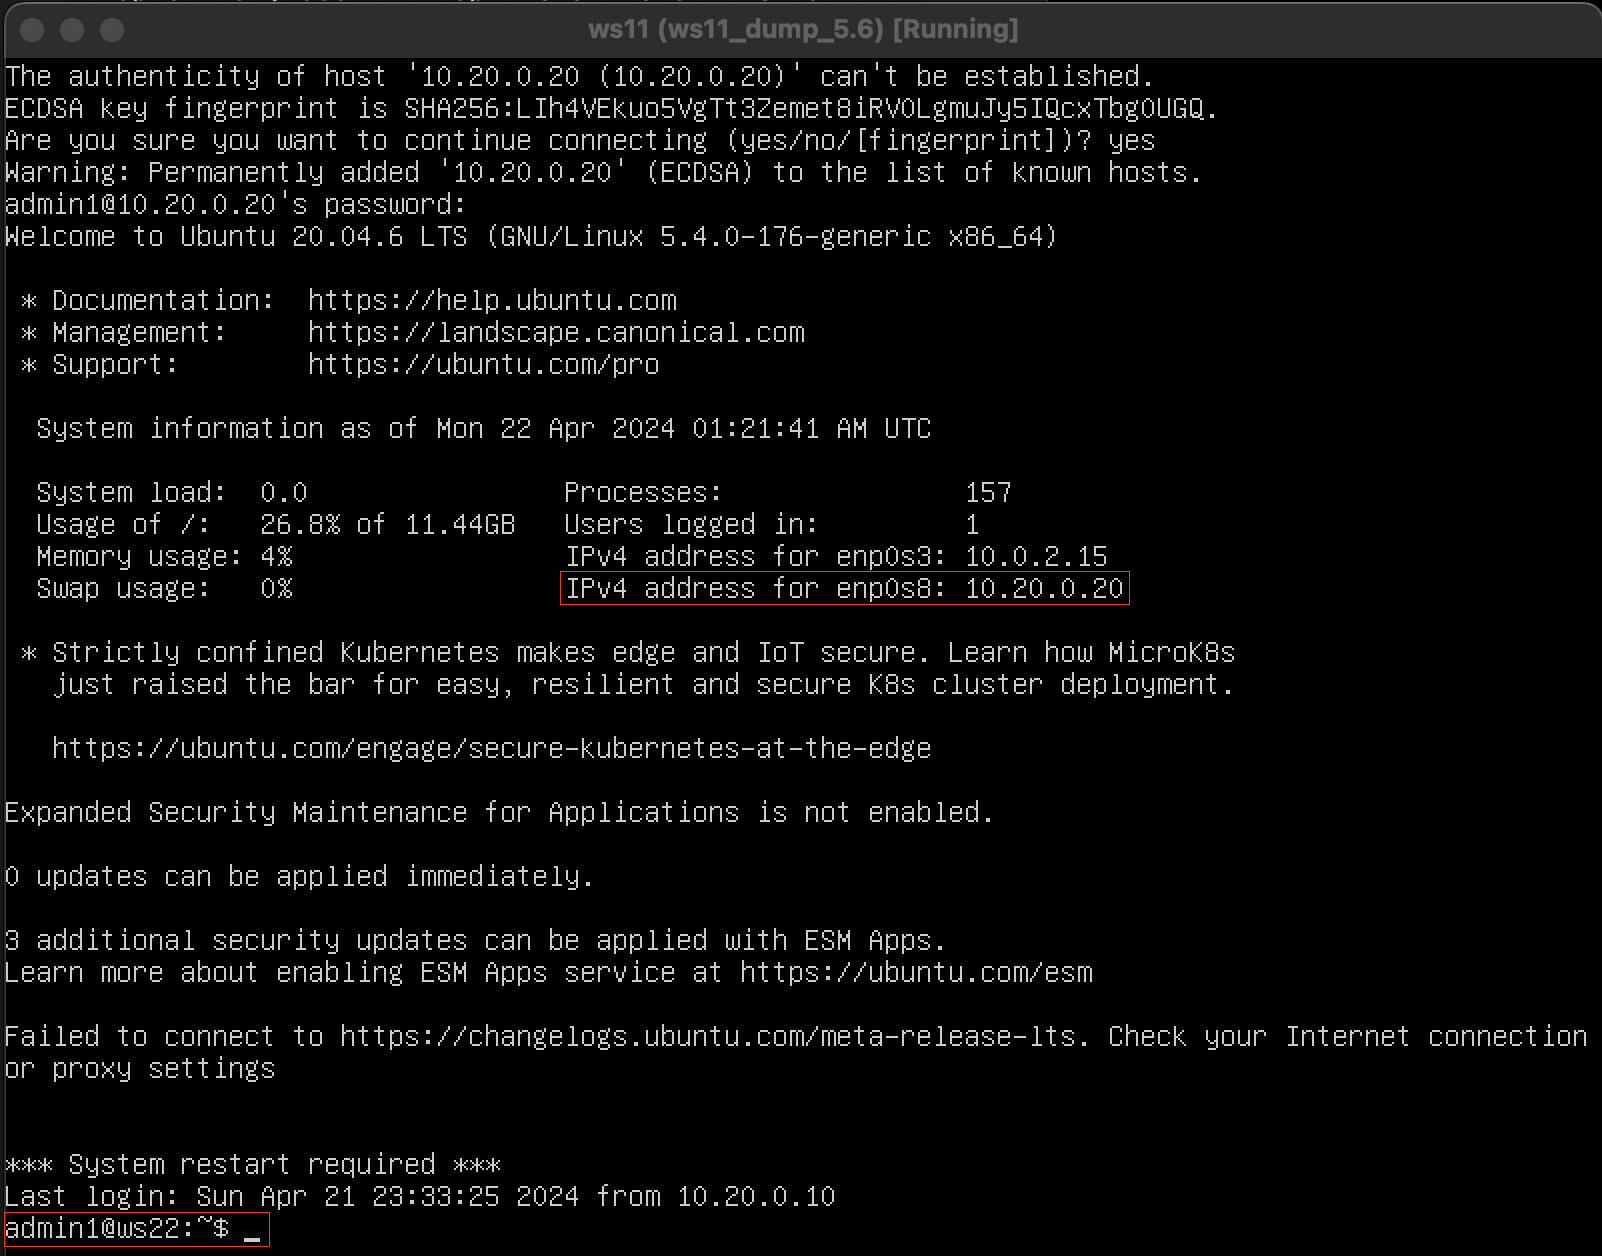 ws11 (ws11_dump_5.6) [Running]
The authenticity of host '10.20.0.20 (10.20.0.20)' can't be established.
ECDSA key fingerprint is SHA256:LIh4VEkuo5VgTt3Zemet8iRVOLgmuJy5IQcxTbgOUGQ.
Are you sure you want to continue connecting (yes/no/[fingerprint])? yes
Warning: Permanently added '10.20.0.20' (ECDSA) to the list of known hosts.
admin1@10.20.0.20's password:
Welcome to Ubuntu 20.04.6 LTS (GNU/Linux 5.4.0-176-generic x86_64)
* Documentation:  https://help.ubuntu.com
* Management:     https://landscape.canonical.com
* Support:        https://ubuntu.com/pro
System information as of Mon 22 Apr 2024 01:21:41 AM UTC
System load:  0.0                Processes:               157
Usage of /:   26.8% of 11.44GB   Users logged in:         1
Memory usage: 4%                 IPv4 address for enp0s3: 10.0.2.15
Swap usage:   0%                 IPv4 address for enp0s8: 10.20.0.20
* Strictly confined Kubernetes makes edge and IoT secure. Learn how MicroK8s
just raised the bar for easy, resilient and secure K8s cluster deployment.
https://ubuntu.com/engage/secure-kubernetes-at-the-edge
Expanded Security Maintenance for Applications is not enabled.
0 updates can be applied immediately.
3 additional security updates can be applied with ESM Apps.
Learn more about enabling ESM Apps service at https://ubuntu.com/esm
Failed to connect to https://changelogs.ubuntu.com/meta-release-lts. Check your Internet connection
or proxy settings
*** System restart required ***
Last login: Sun Apr 21 23:33:25 2024 from 10.20.0.10
admin1@ws22:~$ _